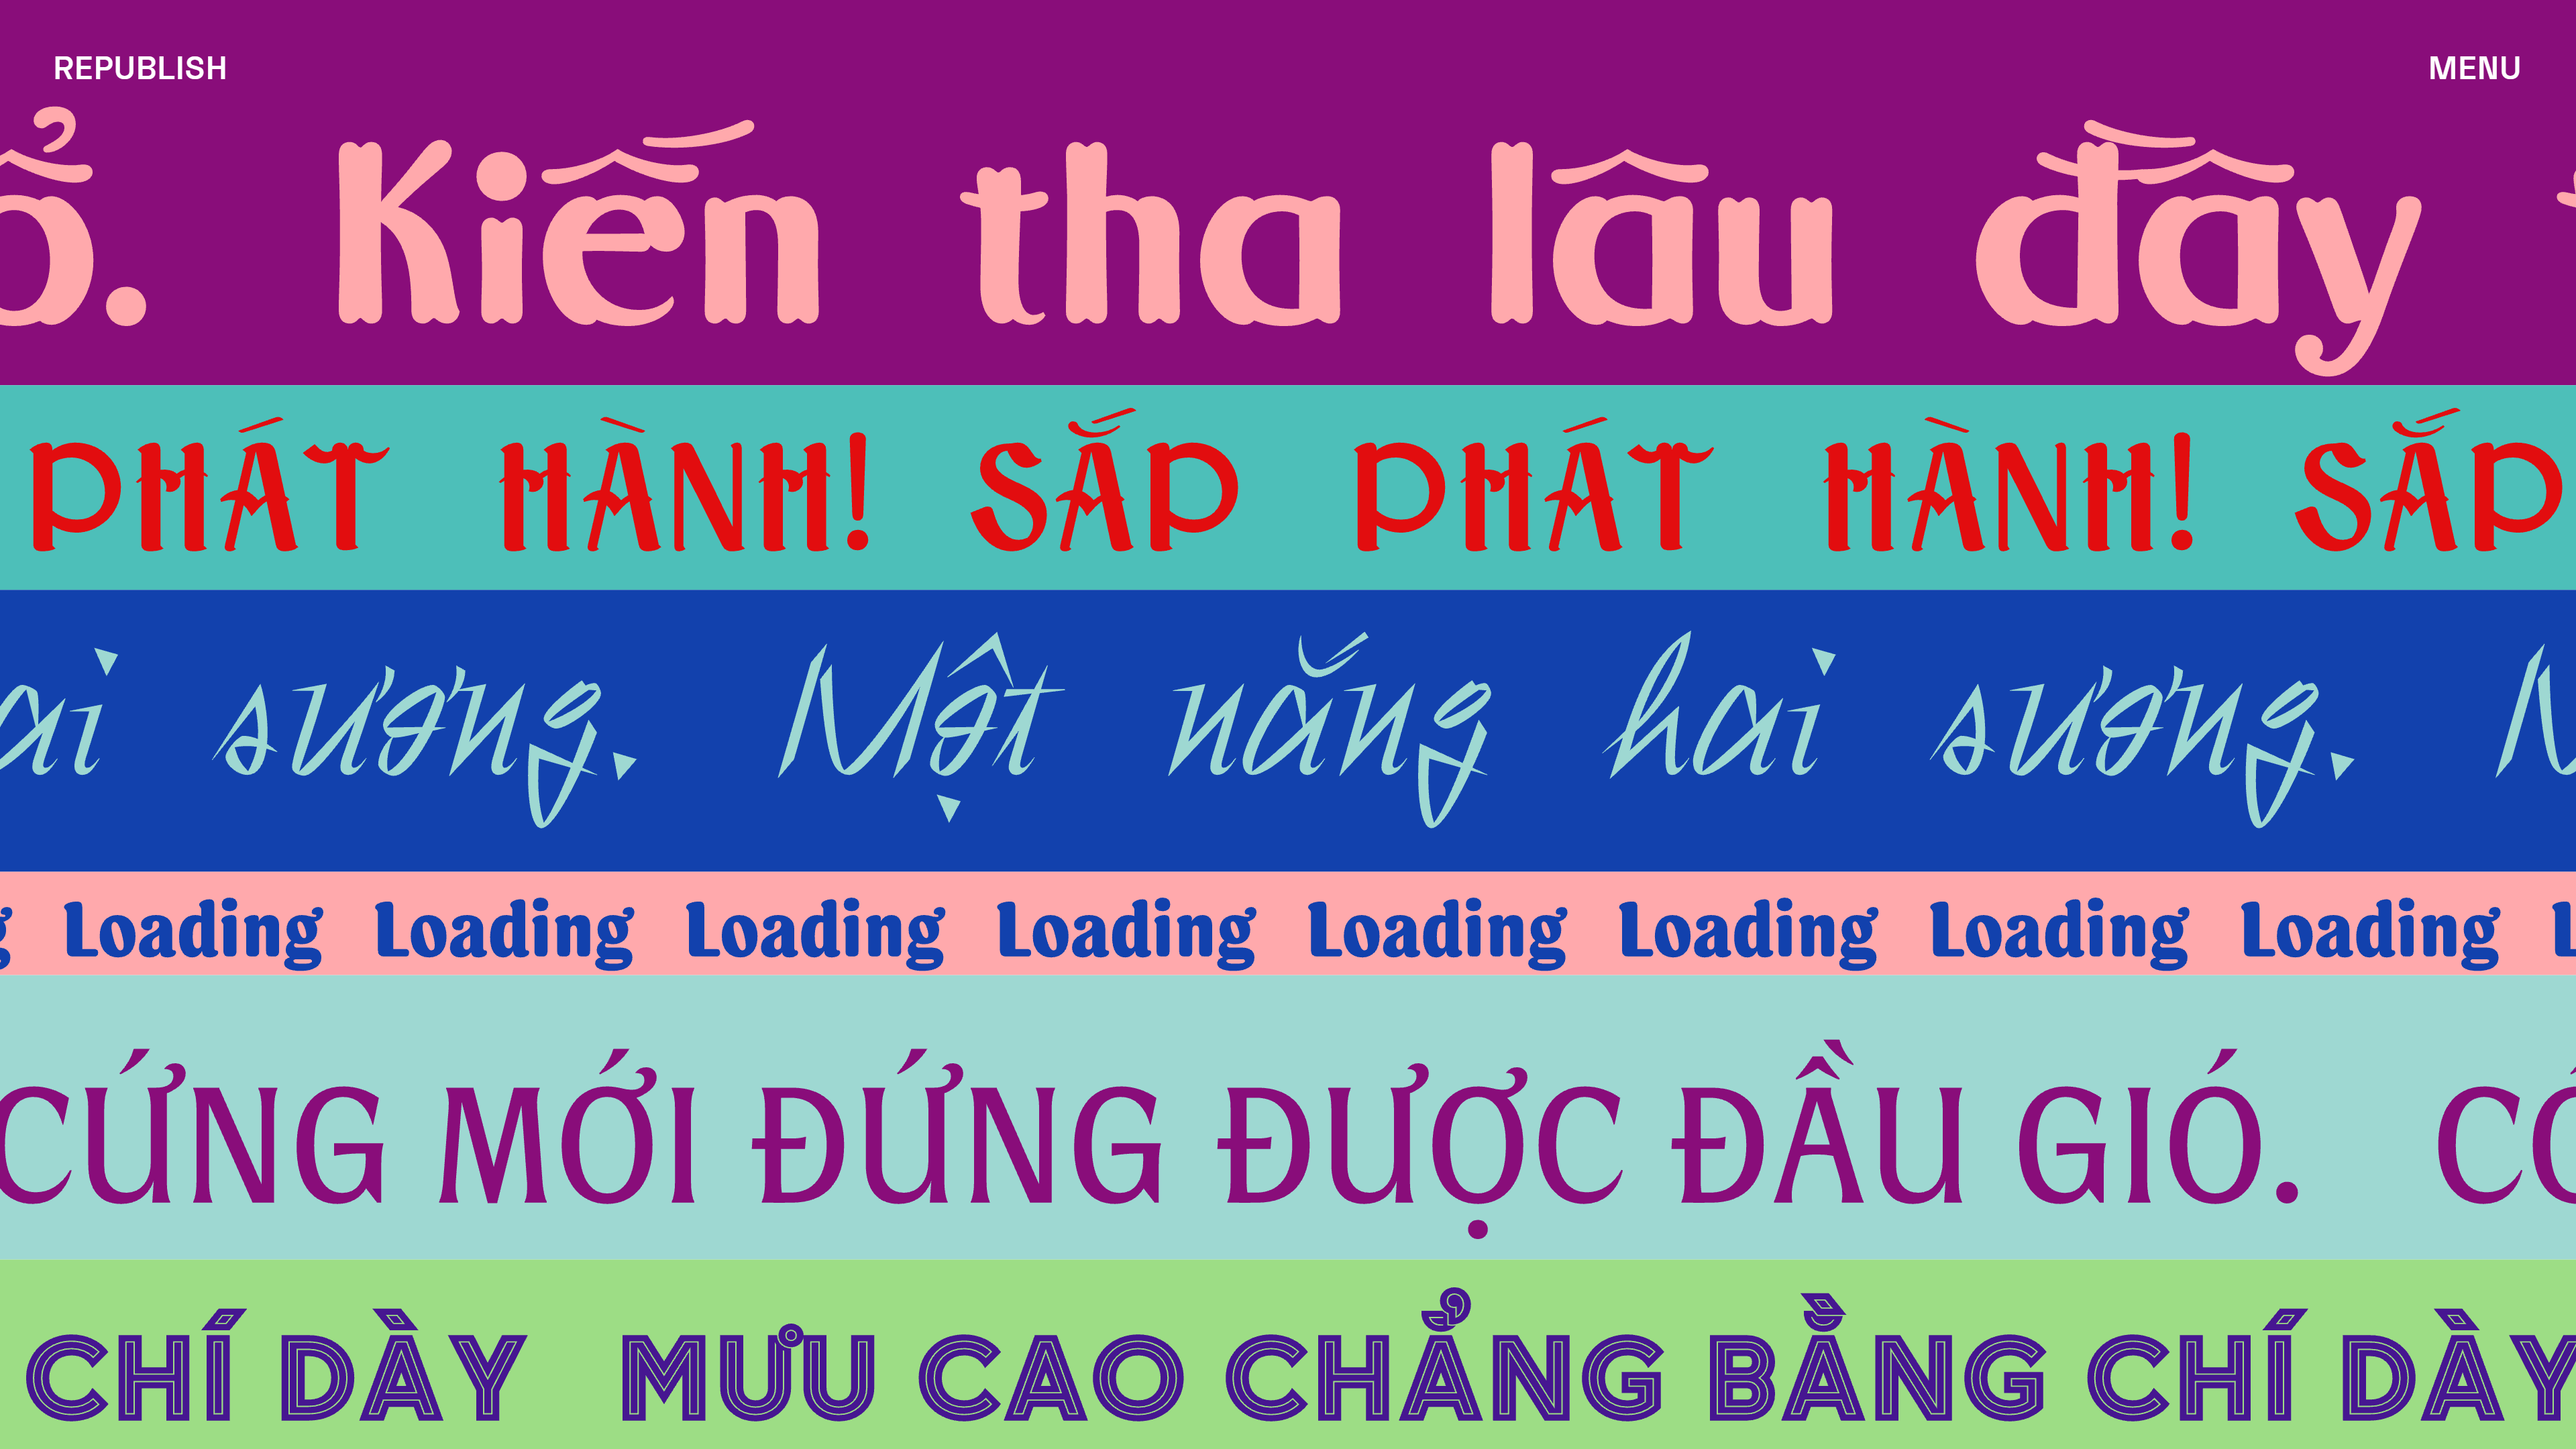 REPUBLISH MENU
Kiến tha lâu đầy
PHÁT HÀNH! SẮP PHÁT HÀNH! SẮP
sương. Một nắng hai sương.
Loading Loading Loading Loading Loading Loading Loading Loading
CỨNG MỚI ĐỨNG ĐƯỢC ĐẦU GIÓ.
CHÍ DÀY MƯU CAO CHẲNG BẰNG CHÍ DÀY